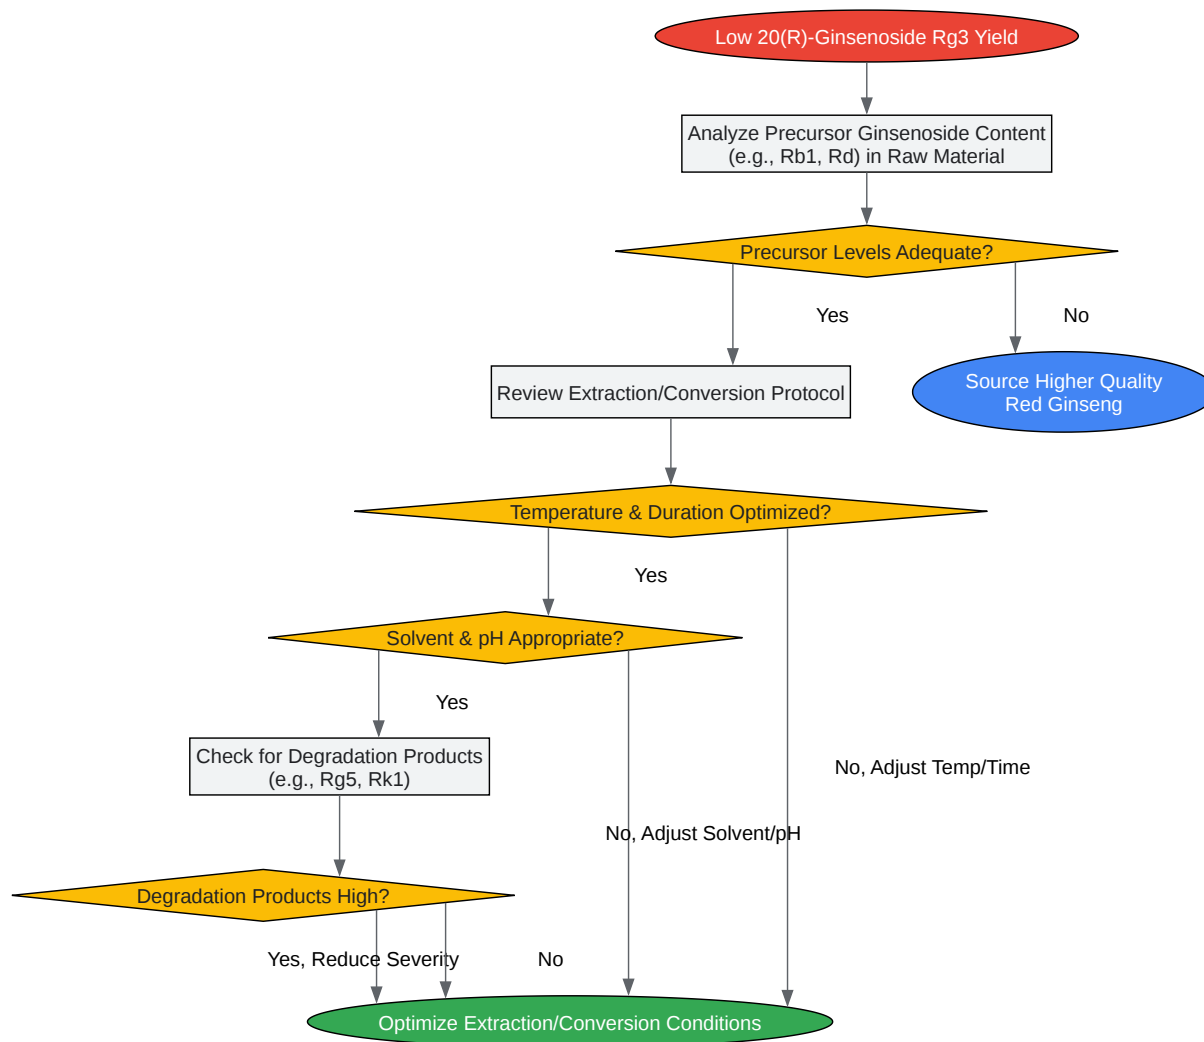 Low 20(R)-Ginsenoside Rg3 Yield
Analyze Precursor Ginsenoside Content
(e.g., Rb1, Rd) in Raw Material
Precursor Levels Adequate?
Yes
No
Source Higher Quality
Red Ginseng
Review Extraction/Conversion Protocol
Temperature & Duration Optimized?
Yes
Solvent & pH Appropriate?
Yes
Check for Degradation Products
(e.g., Rg5, Rk1)
No, Adjust Temp/Time
No, Adjust Solvent/pH
Degradation Products High?
Yes, Reduce Severity
No
Optimize Extraction/Conversion Conditions